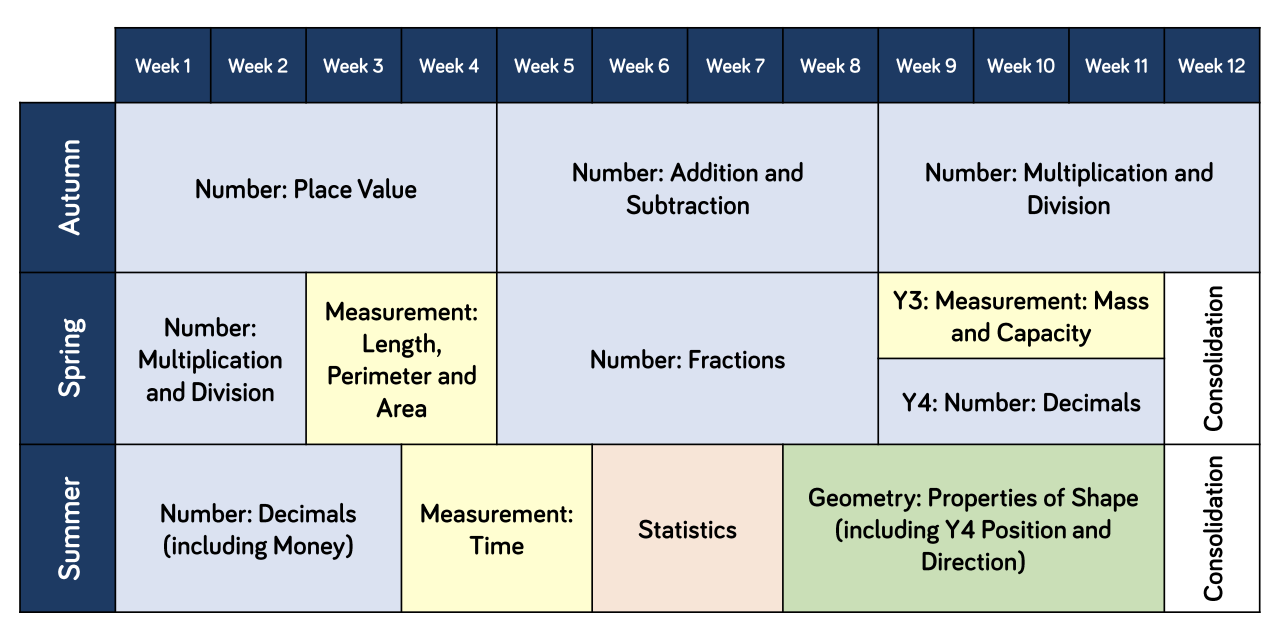 Week 1
Week 2
Week 3
Week 4
Week 5
Week 6
Week 7
Week 8
Week 9
Week 10
Week 11
Week 12
Autumn
Number: Place Value
Number: Addition and
Subtraction
Number: Multiplication and
Division
Spring
Number:
Multiplication
and Division
Measurement:
Length,
Perimeter and
Area
Number: Fractions
Y3: Measurement: Mass
and Capacity
Y4: Number: Decimals
Consolidation
Summer
Number: Decimals
(including Money)
Measurement:
Time
Statistics
Geometry: Properties of Shape
(including Y4 Position and
Direction)
Consolidation